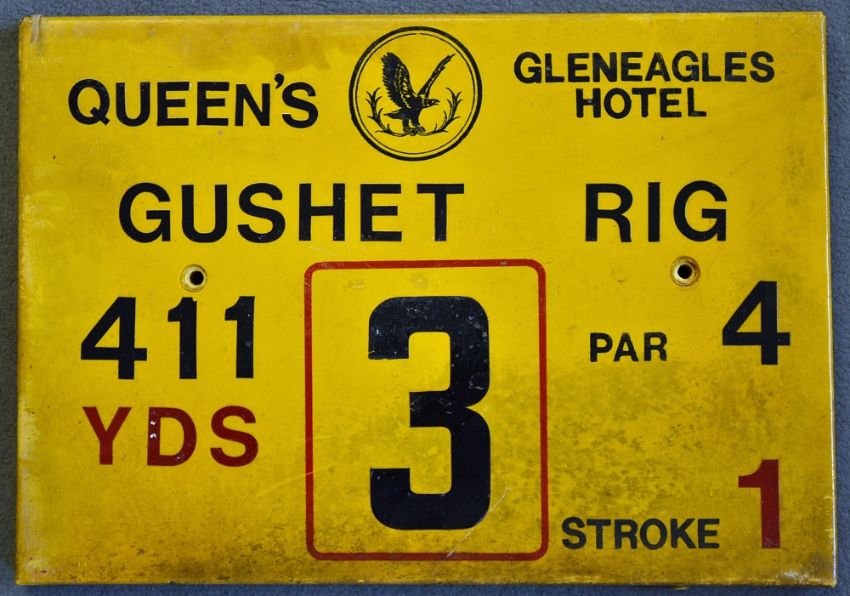 QUEEN'S
GLENEAGLES
HOTEL
GUSHET RIG
411
YDS
3
PAR 4
STROKE 1